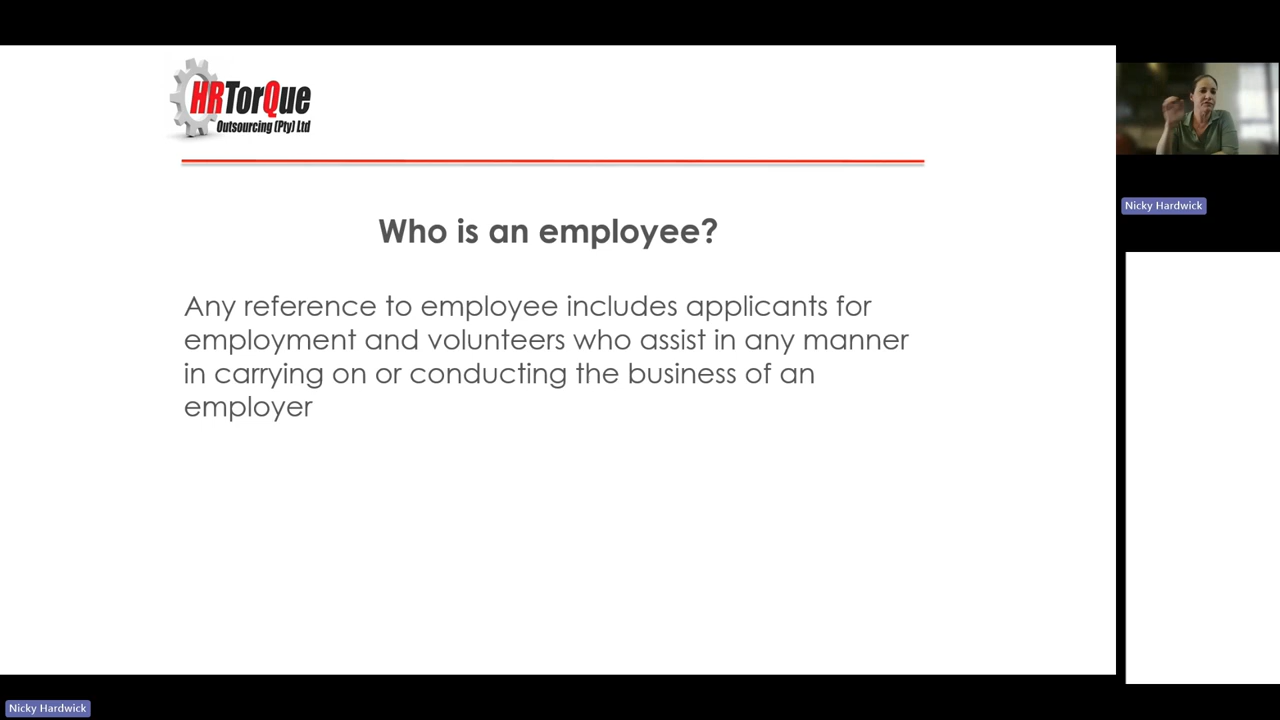 HRTorQue
Outsourcing (Pty) Ltd
Who is an employee?
Any reference to employee includes applicants for
employment and volunteers who assist in any manner
in carrying on or conducting the business of an
employer
Nicky Hardwick
Nicky Hardwick